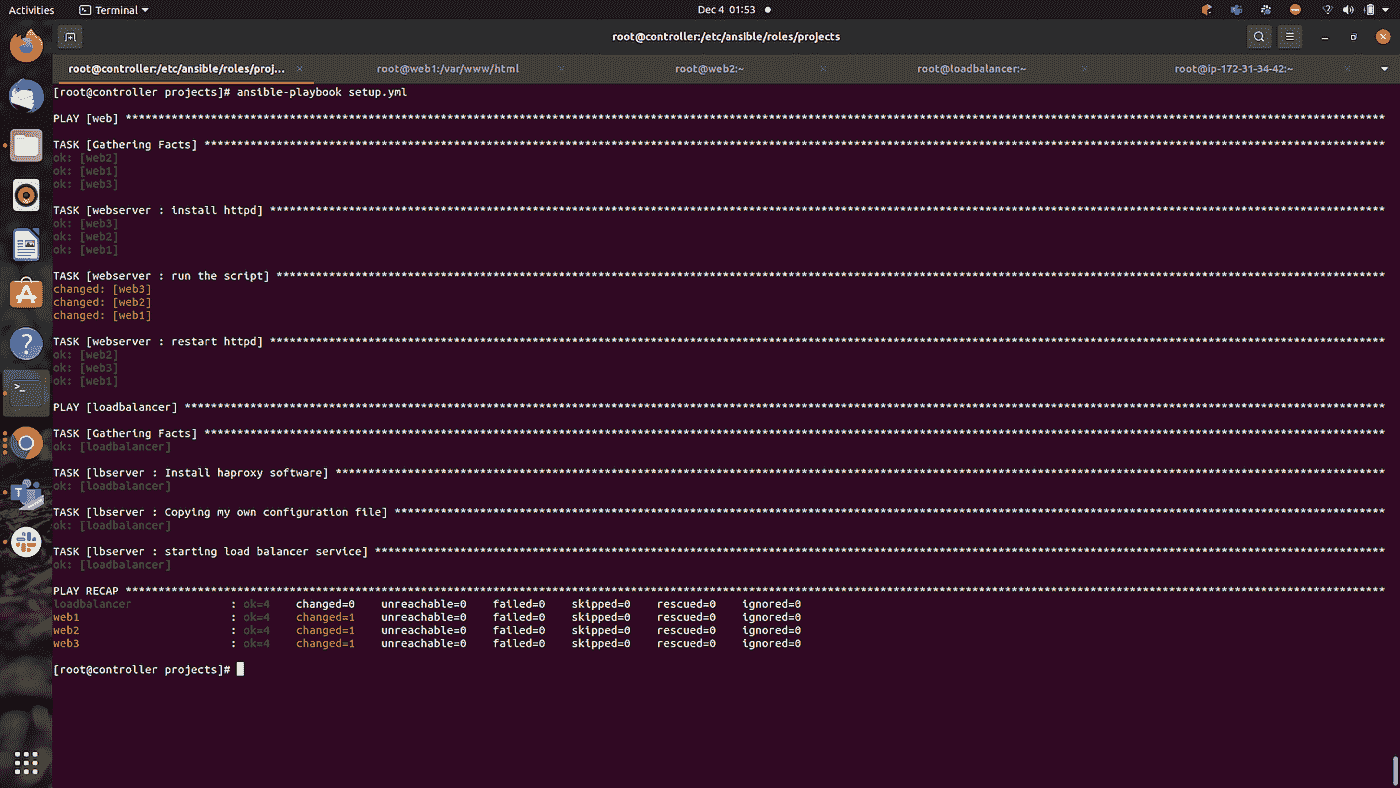 Activities
Terminal
Dec 4 01:53
root@controller:/etc/ansible/roles/projects
root@controller:/etc/ansible/roles/proj... root@web1:/var/www/html root@web2:~ root@loadbalancer:~ root@ip-172-31-34-42:~
[root@controller projects]# ansible-playbook setup.yml
PLAY [web] ****************************************************************************************************************************************************************************************************
TASK [Gathering Facts] ****************************************************************************************************************************************************************************************
ok: [web2]
ok: [web1]
ok: [web3]
TASK [webserver : install httpd] ******************************************************************************************************************************************************************************
ok: [web3]
ok: [web2]
ok: [web1]
TASK [webserver : run the script] *****************************************************************************************************************************************************************************
changed: [web3]
changed: [web2]
changed: [web1]
TASK [webserver : restart httpd] ******************************************************************************************************************************************************************************
ok: [web2]
ok: [web3]
ok: [web1]
PLAY [loadbalancer] *******************************************************************************************************************************************************************************************
TASK [Gathering Facts] ****************************************************************************************************************************************************************************************
ok: [loadbalancer]
TASK [lbserver : Install haproxy software] ********************************************************************************************************************************************************************
ok: [loadbalancer]
TASK [lbserver : Copying my own configuration file] ***********************************************************************************************************************************************************
ok: [loadbalancer]
TASK [lbserver : starting load balancer service] **************************************************************************************************************************************************************
ok: [loadbalancer]
PLAY RECAP ****************************************************************************************************************************************************************************************************
loadbalancer : ok=4 changed=0 unreachable=0 failed=0 skipped=0 rescued=0 ignored=0
web1 : ok=4 changed=1 unreachable=0 failed=0 skipped=0 rescued=0 ignored=0
web2 : ok=4 changed=1 unreachable=0 failed=0 skipped=0 rescued=0 ignored=0
web3 : ok=4 changed=1 unreachable=0 failed=0 skipped=0 rescued=0 ignored=0
[root@controller projects]#